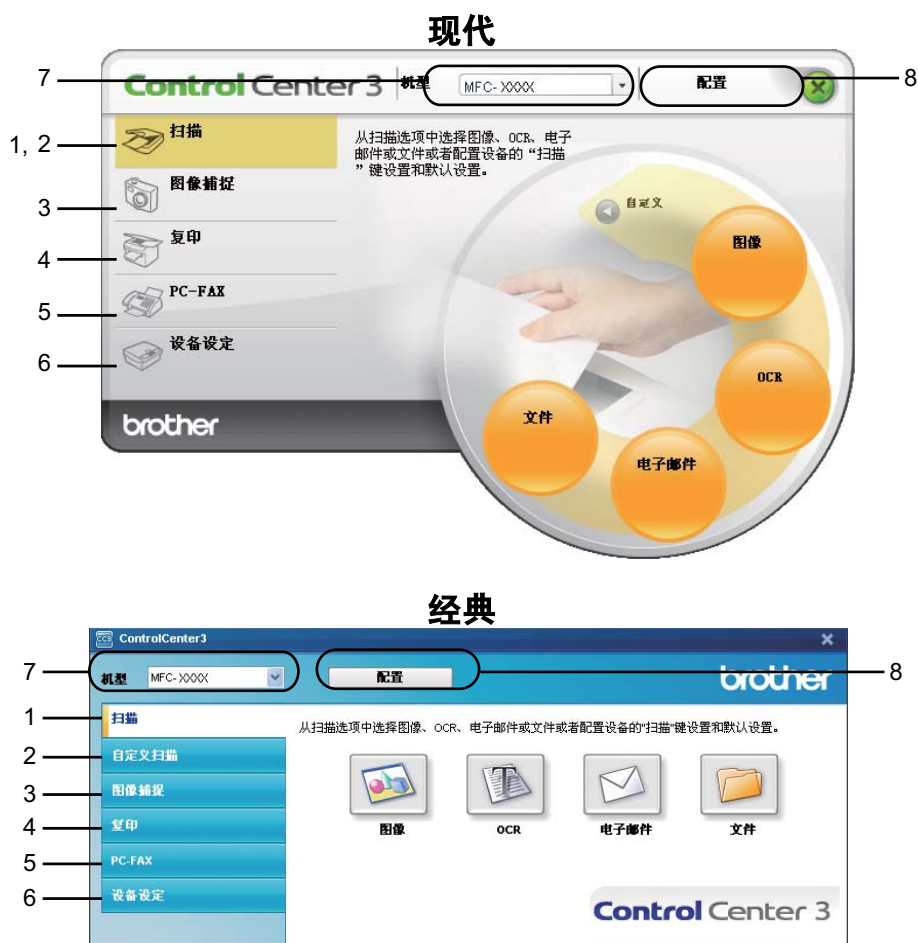 现代
7
Control Center 3
机型
MFC-XXXX
配置
8
1, 2
扫描
从扫描选项中选择图像、OCR、电子
邮件或文件或者配置设备的“扫描
”键设置和默认设置。
3
图像捕捉
自定义
图像
4
复印
5
PC-FAX
6
设备设定
OCR
文件
电子邮件
brother
经典
ControlCenter3
7
机型
MFC-XXXX
配置
brother
8
1
扫描
从扫描选项中选择图像、OCR、电子邮件或文件或者配置设备的"扫描"键设置和默认设置。
2
自定义扫描
3
图像捕捉
4
复印
图像
OCR
电子邮件
文件
5
PC-FAX
6
设备设定
Control Center 3